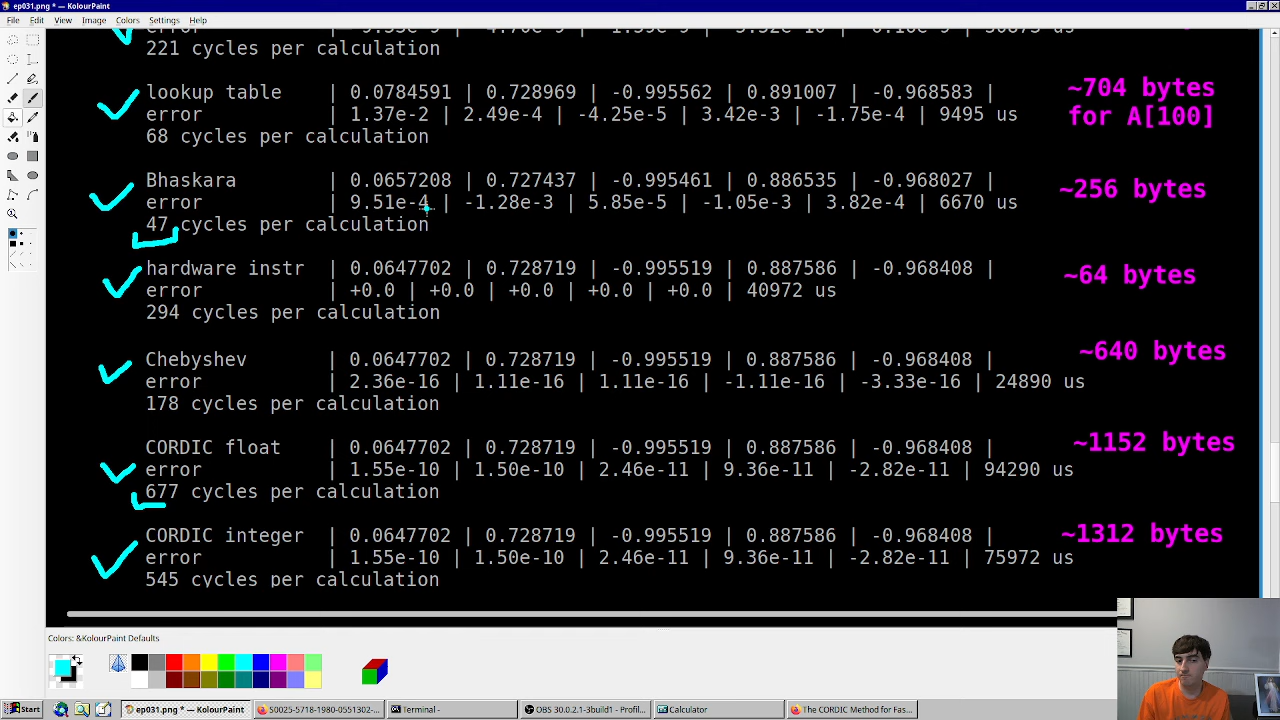 ep031.png * — KolourPaint
File Edit View Image Colors Settings Help
221 cycles per calculation
lookup table | 0.0784591 | 0.728969 | -0.995562 | 0.891007 | -0.968583 |
error | 1.37e-2 | 2.49e-4 | -4.25e-5 | 3.42e-3 | -1.75e-4 | 9495 us
68 cycles per calculation
~704 bytes
for A[100]
Bhaskara | 0.0657208 | 0.727437 | -0.995461 | 0.886535 | -0.968027 |
error | 9.51e-4 | -1.28e-3 | 5.85e-5 | -1.05e-3 | 3.82e-4 | 6670 us
47 cycles per calculation
~256 bytes
hardware instr | 0.0647702 | 0.728719 | -0.995519 | 0.887586 | -0.968408 |
error | +0.0 | +0.0 | +0.0 | +0.0 | +0.0 | 40972 us
294 cycles per calculation
~64 bytes
Chebyshev | 0.0647702 | 0.728719 | -0.995519 | 0.887586 | -0.968408 |
error | 2.36e-16 | 1.11e-16 | 1.11e-16 | -1.11e-16 | -3.33e-16 | 24890 us
178 cycles per calculation
~640 bytes
CORDIC float | 0.0647702 | 0.728719 | -0.995519 | 0.887586 | -0.968408 |
error | 1.55e-10 | 1.50e-10 | 2.46e-11 | 9.36e-11 | -2.82e-11 | 94290 us
677 cycles per calculation
~1152 bytes
CORDIC integer | 0.0647702 | 0.728719 | -0.995519 | 0.887586 | -0.968408 |
error | 1.55e-10 | 1.50e-10 | 2.46e-11 | 9.36e-11 | -2.82e-11 | 75972 us
545 cycles per calculation
~1312 bytes
Colors: &KolourPaint Defaults
Start
ep031.png * — KolourPaint
S0025-5718-1980-0551302-...
Terminal -
OBS 30.0.2.1-3build1 - Profil...
Calculator
The CORDIC Method for Fas...